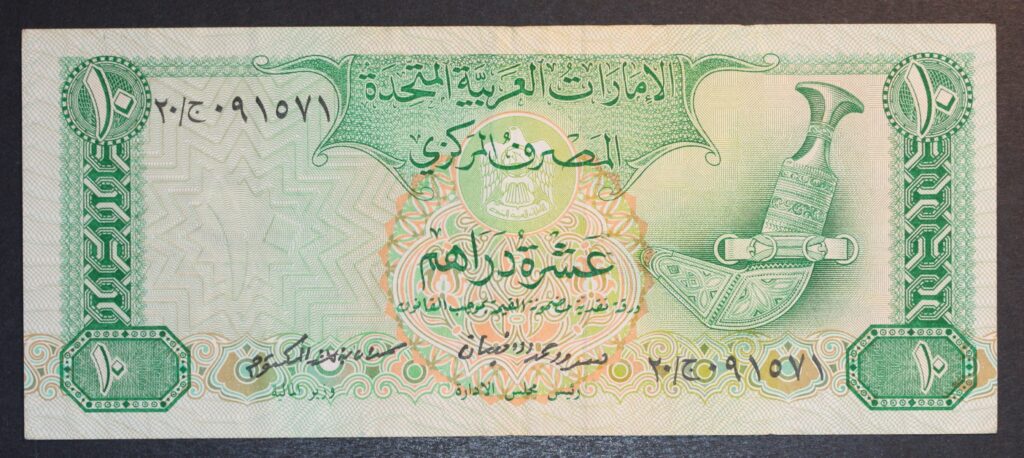 ١٠
١٠
الإمارات العربية المتحدة
٢٠/ج ٠٩١٥٧١
المصرف المركزي
عشرة دراهم
ورقة نقدية مضمونة القيمة بموجب القانون
٢٠/ج ٠٩١٥٧١
رئيس مجلس الإدارة
وزير المالية
١٠
١٠